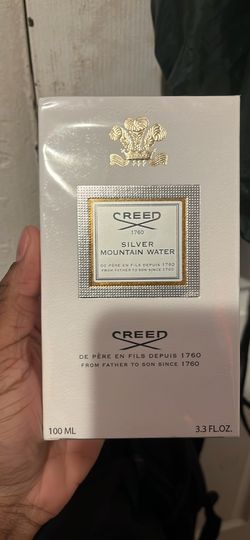 CREED
1760
SILVER
MOUNTAIN WATER
DE PÈRE EN FILS DEPUIS 1760
FROM FATHER TO SON SINCE 1760
CREED
DE PÈRE EN FILS DEPUIS 1760
FROM FATHER TO SON SINCE 1760
100 ML 3.3 FL.OZ.